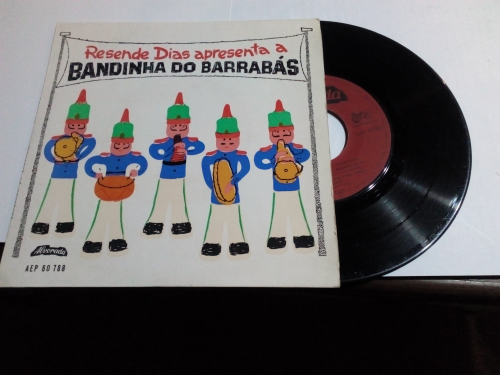 Resende Dias apresenta a
BANDINHA DO BARRABÁS
Alvorada
AEP 60 788